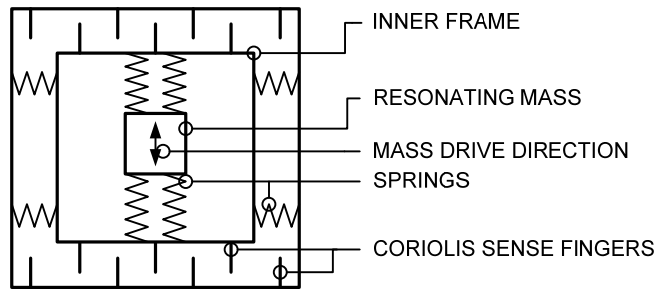 INNER FRAME
RESONATING MASS
MASS DRIVE DIRECTION
SPRINGS
CORIOLIS SENSE FINGERS